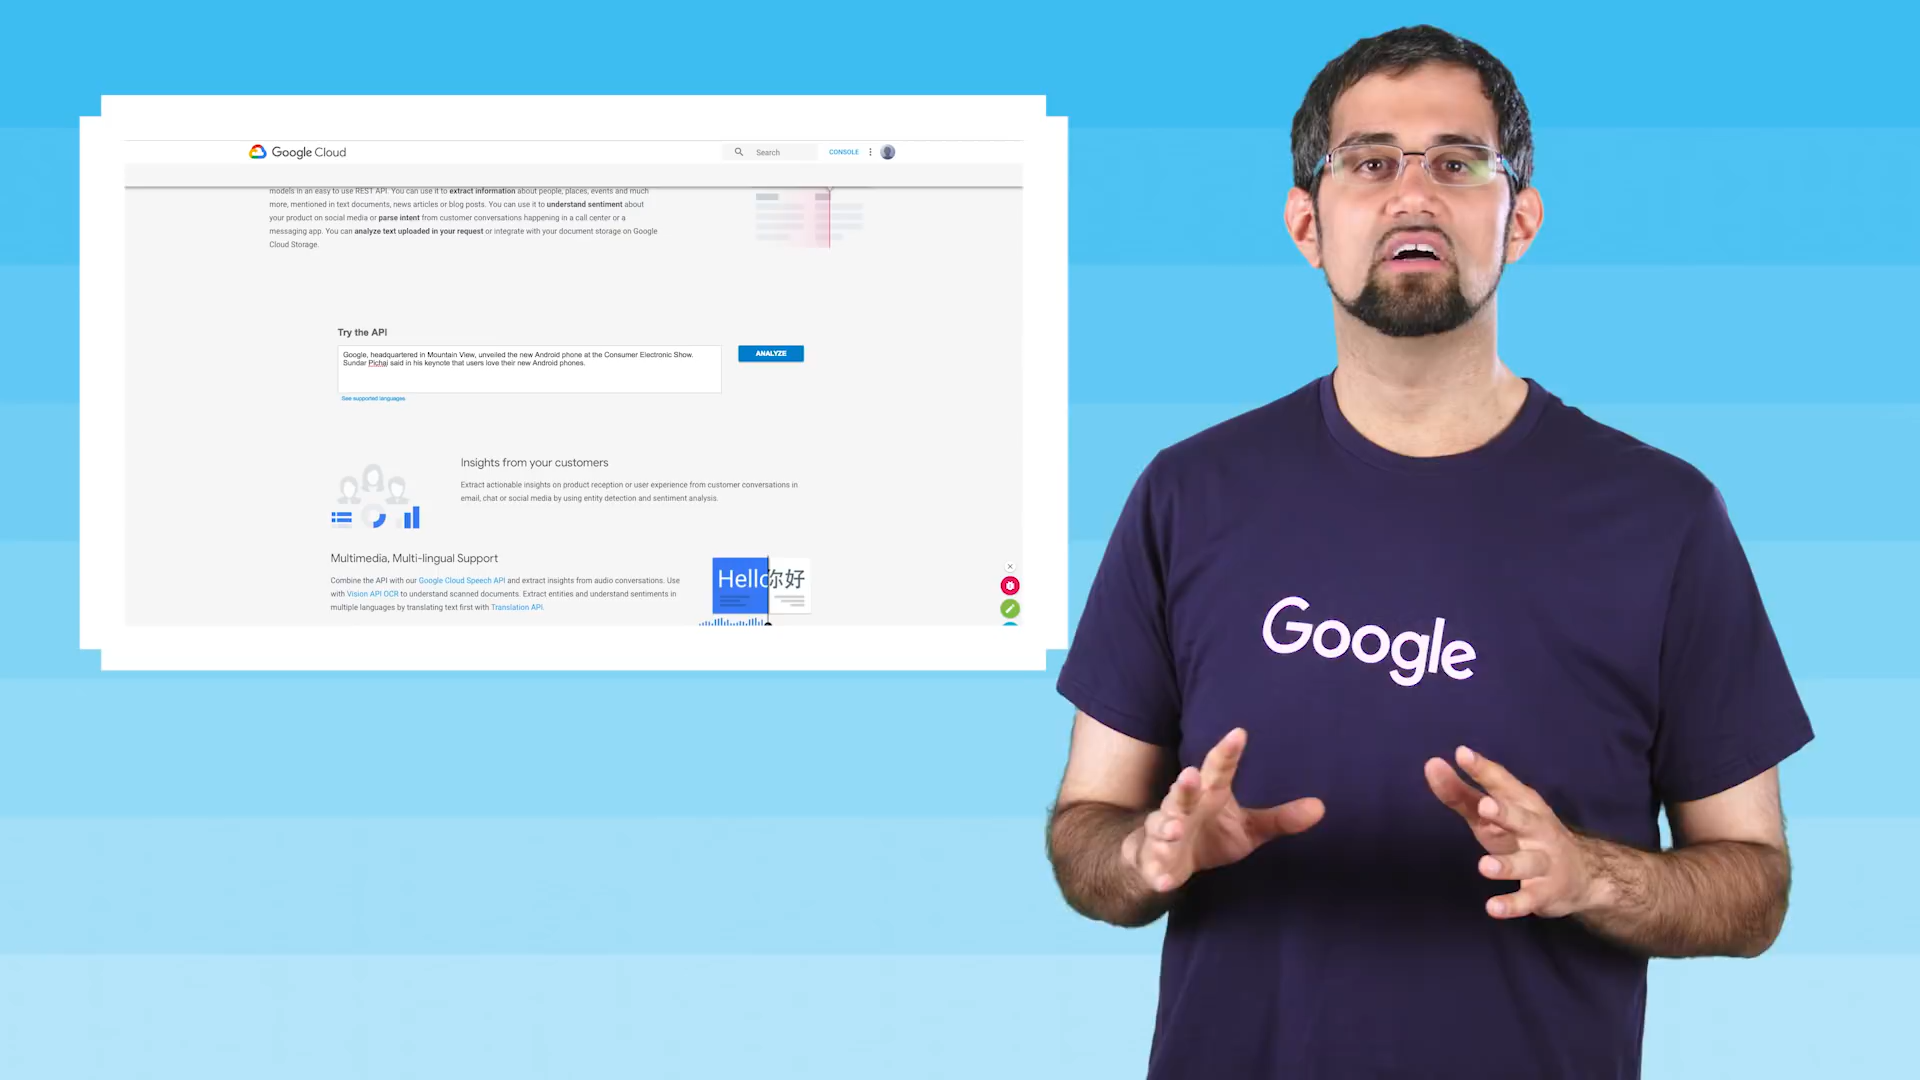 Google Cloud
Search
CONSOLE
models in an easy to use REST API. You can use it to extract information about people, places, events and much
more, mentioned in text documents, news articles or blog posts. You can use it to understand sentiment about
your product on social media or parse intent from customer conversations happening in a call center or a
messaging app. You can analyze text uploaded in your request or integrate with your document storage on Google
Cloud Storage.
Try the API
Google, headquartered in Mountain View, unveiled the new Android phone at the Consumer Electronic Show.
Sundar Pichai said in his keynote that users love their new Android phones.
ANALYZE
See supported languages
Insights from your customers
Extract actionable insights on product reception or user experience from customer conversations in
email, chat or social media by using entity detection and sentiment analysis.
Multimedia, Multi-lingual Support
Combine the API with our Google Cloud Speech API and extract insights from audio conversations. Use
with Vision API OCR to understand scanned documents. Extract entities and understand sentiments in
multiple languages by translating text first with Translation API.
Hello 你好
Google